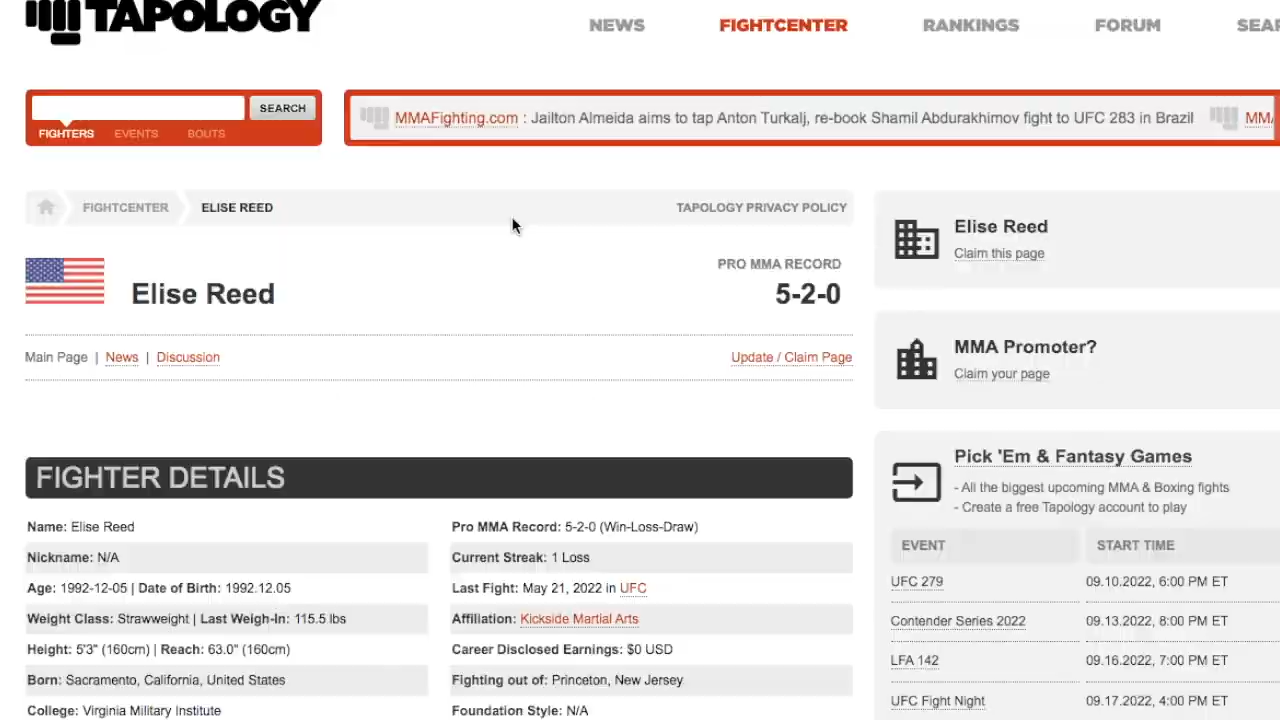 TAPOLOGY
NEWS
FIGHTCENTER
RANKINGS
FORUM
SEAR
SEARCH
FIGHTERS
EVENTS
BOUTS
MMAFighting.com : Jailton Almeida aims to tap Anton Turkalj, re-book Shamil Abdurakhimov fight to UFC 283 in Brazil
MMA
FIGHTCENTER
ELISE REED
TAPOLOGY PRIVACY POLICY
Elise Reed
PRO MMA RECORD
5-2-0
Main Page | News | Discussion
Update / Claim Page
FIGHTER DETAILS
Name: Elise Reed
Pro MMA Record: 5-2-0 (Win-Loss-Draw)
Nickname: N/A
Current Streak: 1 Loss
Age: 1992-12-05 | Date of Birth: 1992.12.05
Last Fight: May 21, 2022 in UFC
Weight Class: Strawweight | Last Weigh-In: 115.5 lbs
Affiliation: Kickside Martial Arts
Height: 5'3" (160cm) | Reach: 63.0" (160cm)
Career Disclosed Earnings: $0 USD
Born: Sacramento, California, United States
Fighting out of: Princeton, New Jersey
College: Virginia Military Institute
Foundation Style: N/A
Elise Reed
Claim this page
MMA Promoter?
Claim your page
Pick 'Em & Fantasy Games
- All the biggest upcoming MMA & Boxing fights
- Create a free Tapology account to play
EVENT
START TIME
UFC 279
09.10.2022, 6:00 PM ET
Contender Series 2022
09.13.2022, 8:00 PM ET
LFA 142
09.16.2022, 7:00 PM ET
UFC Fight Night
09.17.2022, 4:00 PM ET